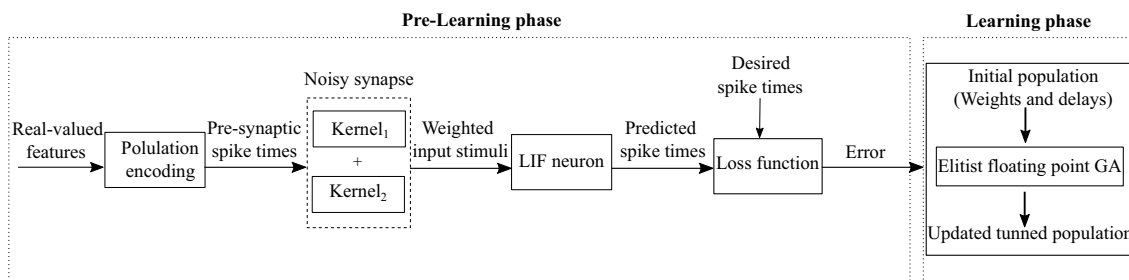 Pre-Learning phase
Learning phase
Real-valued
features
Polulation
encoding
Pre-synaptic
spike times
Noisy synapse
Kernel1
+
Kernel2
Weighted
input stimuli
LIF neuron
Predicted
spike times
Desired
spike times
Loss function
Error
Initial population
(Weights and delays)
Elitist floating point GA
Updated tunned population